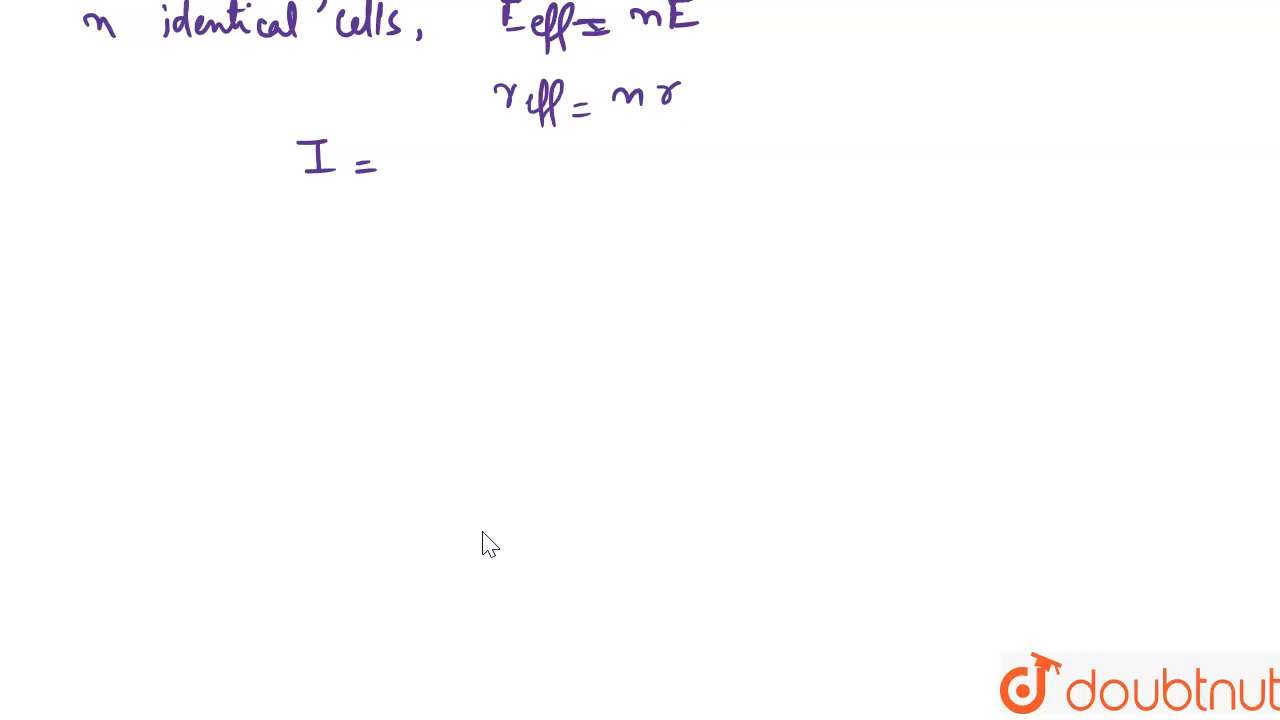 n identical cells, Eeff = nE
reff = nr
I =
doubtnut